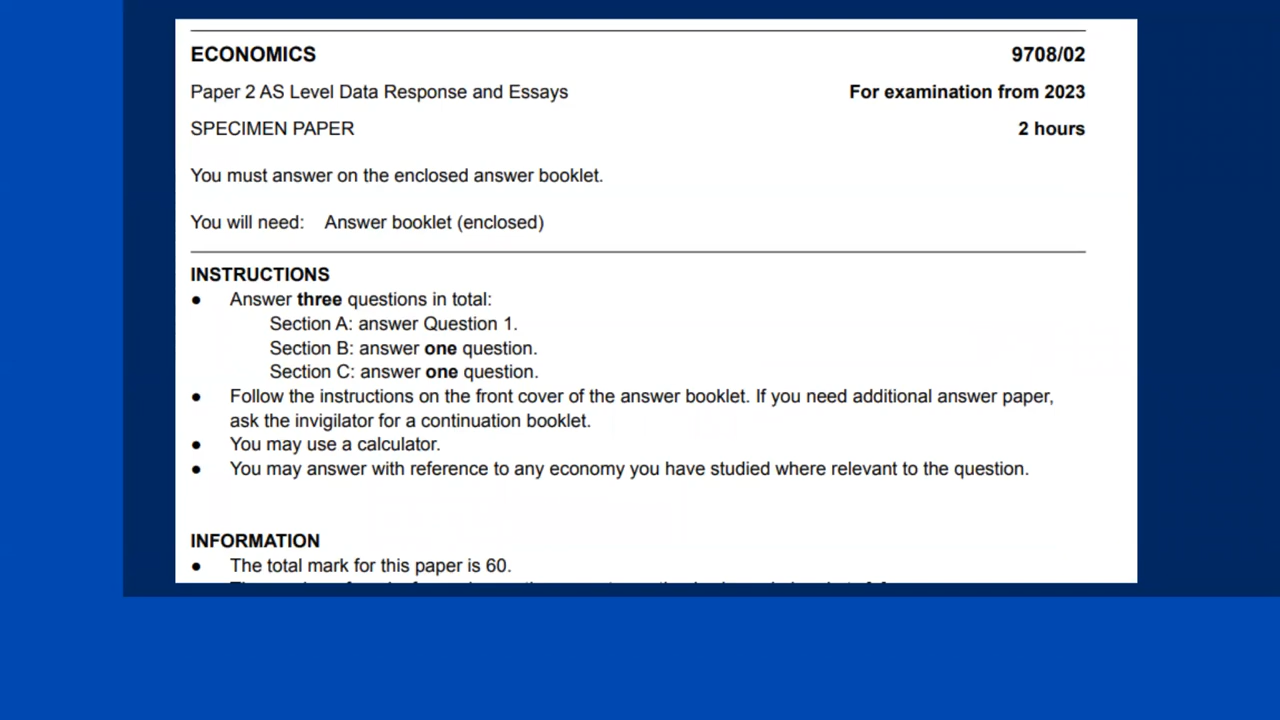 ECONOMICS 9708/02
Paper 2 AS Level Data Response and Essays For examination from 2023
SPECIMEN PAPER 2 hours
You must answer on the enclosed answer booklet.
You will need: Answer booklet (enclosed)
INSTRUCTIONS
● Answer three questions in total:
Section A: answer Question 1.
Section B: answer one question.
Section C: answer one question.
● Follow the instructions on the front cover of the answer booklet. If you need additional answer paper,
ask the invigilator for a continuation booklet.
● You may use a calculator.
● You may answer with reference to any economy you have studied where relevant to the question.
INFORMATION
● The total mark for this paper is 60.